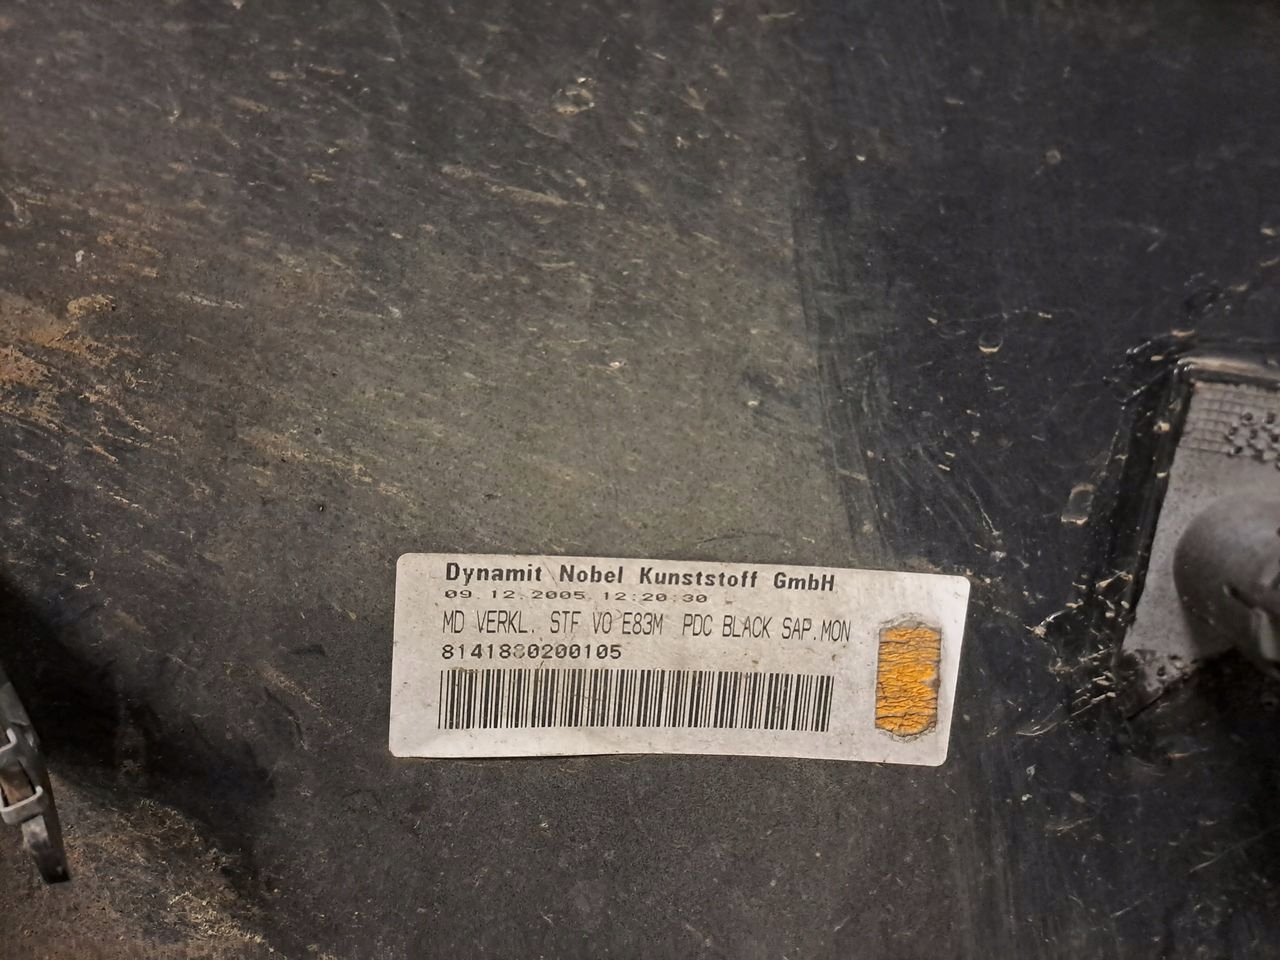 Dynamit Nobel Kunststoff GmbH
09.12.2005 12:20:30
MD VERKL. STF VO E83M PDC BLACK SAP.MON
8141830200105